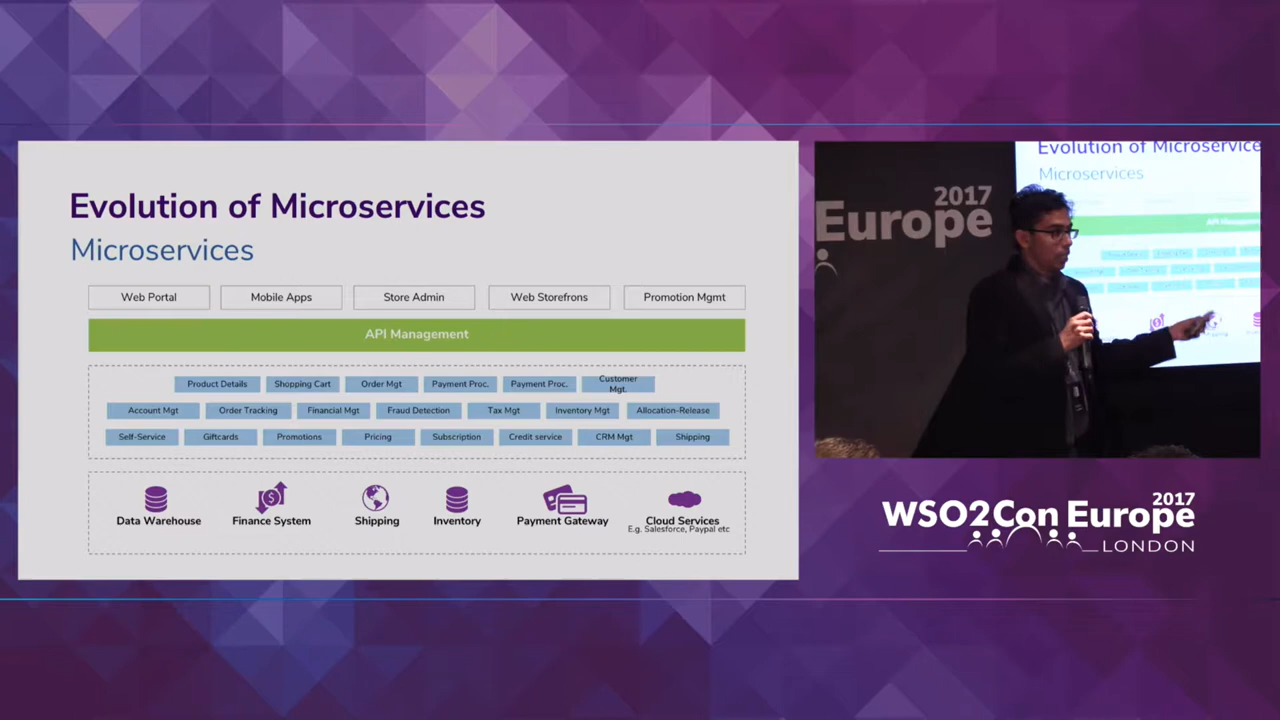 Evolution of Microservices
Microservices
Web Portal
Mobile Apps
Store Admin
Web Storefrons
Promotion Mgmt
API Management
Product Details
Shopping Cart
Order Mgt
Payment Proc.
Payment Proc.
Customer
Mgt.
Account Mgt
Order Tracking
Financial Mgt
Fraud Detection
Tax Mgt
Inventory Mgt
Allocation-Release
Self-Service
Giftcards
Promotions
Pricing
Subscription
Credit service
CRM Mgt
Shipping
Data Warehouse
Finance System
Shipping
Inventory
Payment Gateway
Cloud Services
E.g. Salesforce, Paypal etc
2017
Europe
Evolution of Microservice
Microservices
2017
WSO2Con Europe
LONDON